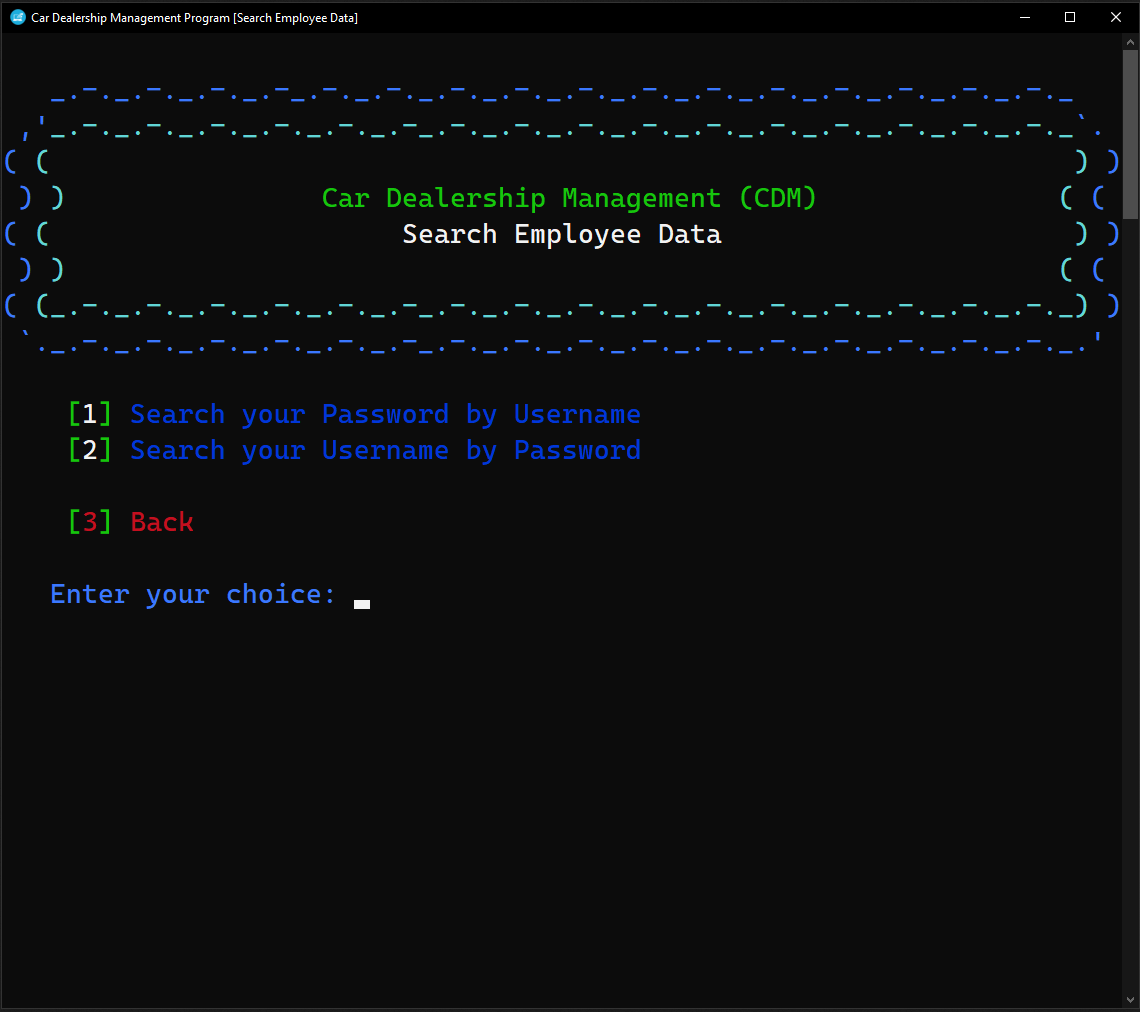 Car Dealership Management Program [Search Employee Data]
Car Dealership Management (CDM)
Search Employee Data
[1] Search your Password by Username
[2] Search your Username by Password
[3] Back
Enter your choice: